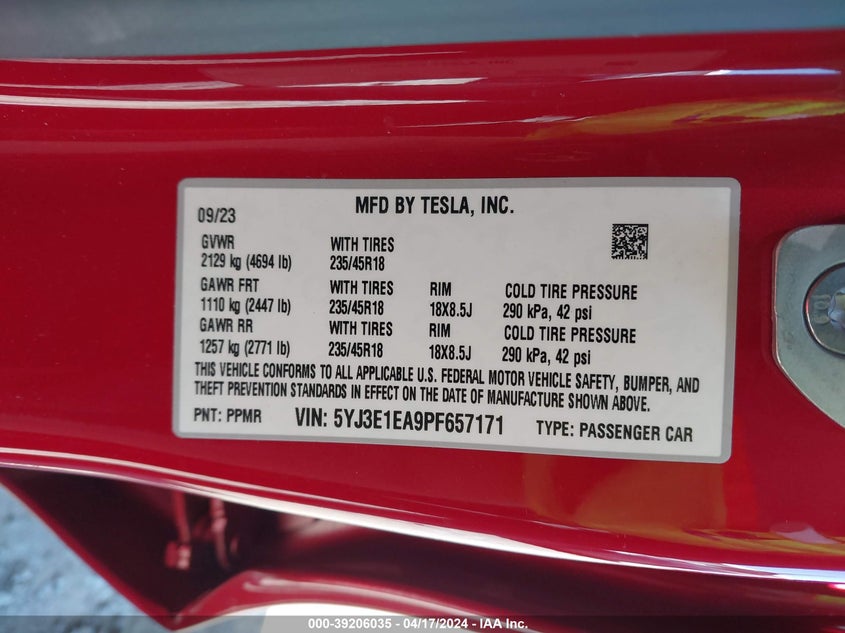 TESLA, INC.
09/23
MFD BY TESLA, INC.
GVWR WITH TIRES
2129 kg (4694 lb) 235/45R18
GAWR FRT WITH TIRES RIM COLD TIRE PRESSURE
1110 kg (2447 lb) 235/45R18 18X8.5J 290 kPa, 42 psi
GAWR RR WITH TIRES RIM COLD TIRE PRESSURE
1257 kg (2771 lb) 235/45R18 18X8.5J 290 kPa, 42 psi
THIS VEHICLE CONFORMS TO ALL APPLICABLE U.S. FEDERAL MOTOR VEHICLE SAFETY, BUMPER, AND
THEFT PREVENTION STANDARDS IN EFFECT ON THE DATE OF MANUFACTURE SHOWN ABOVE.
PNT: PPMR VIN: 5YJ3E1EA9PF657171 TYPE: PASSENGER CAR
000-39206035 - 04/17/2024 - IAA, Inc.